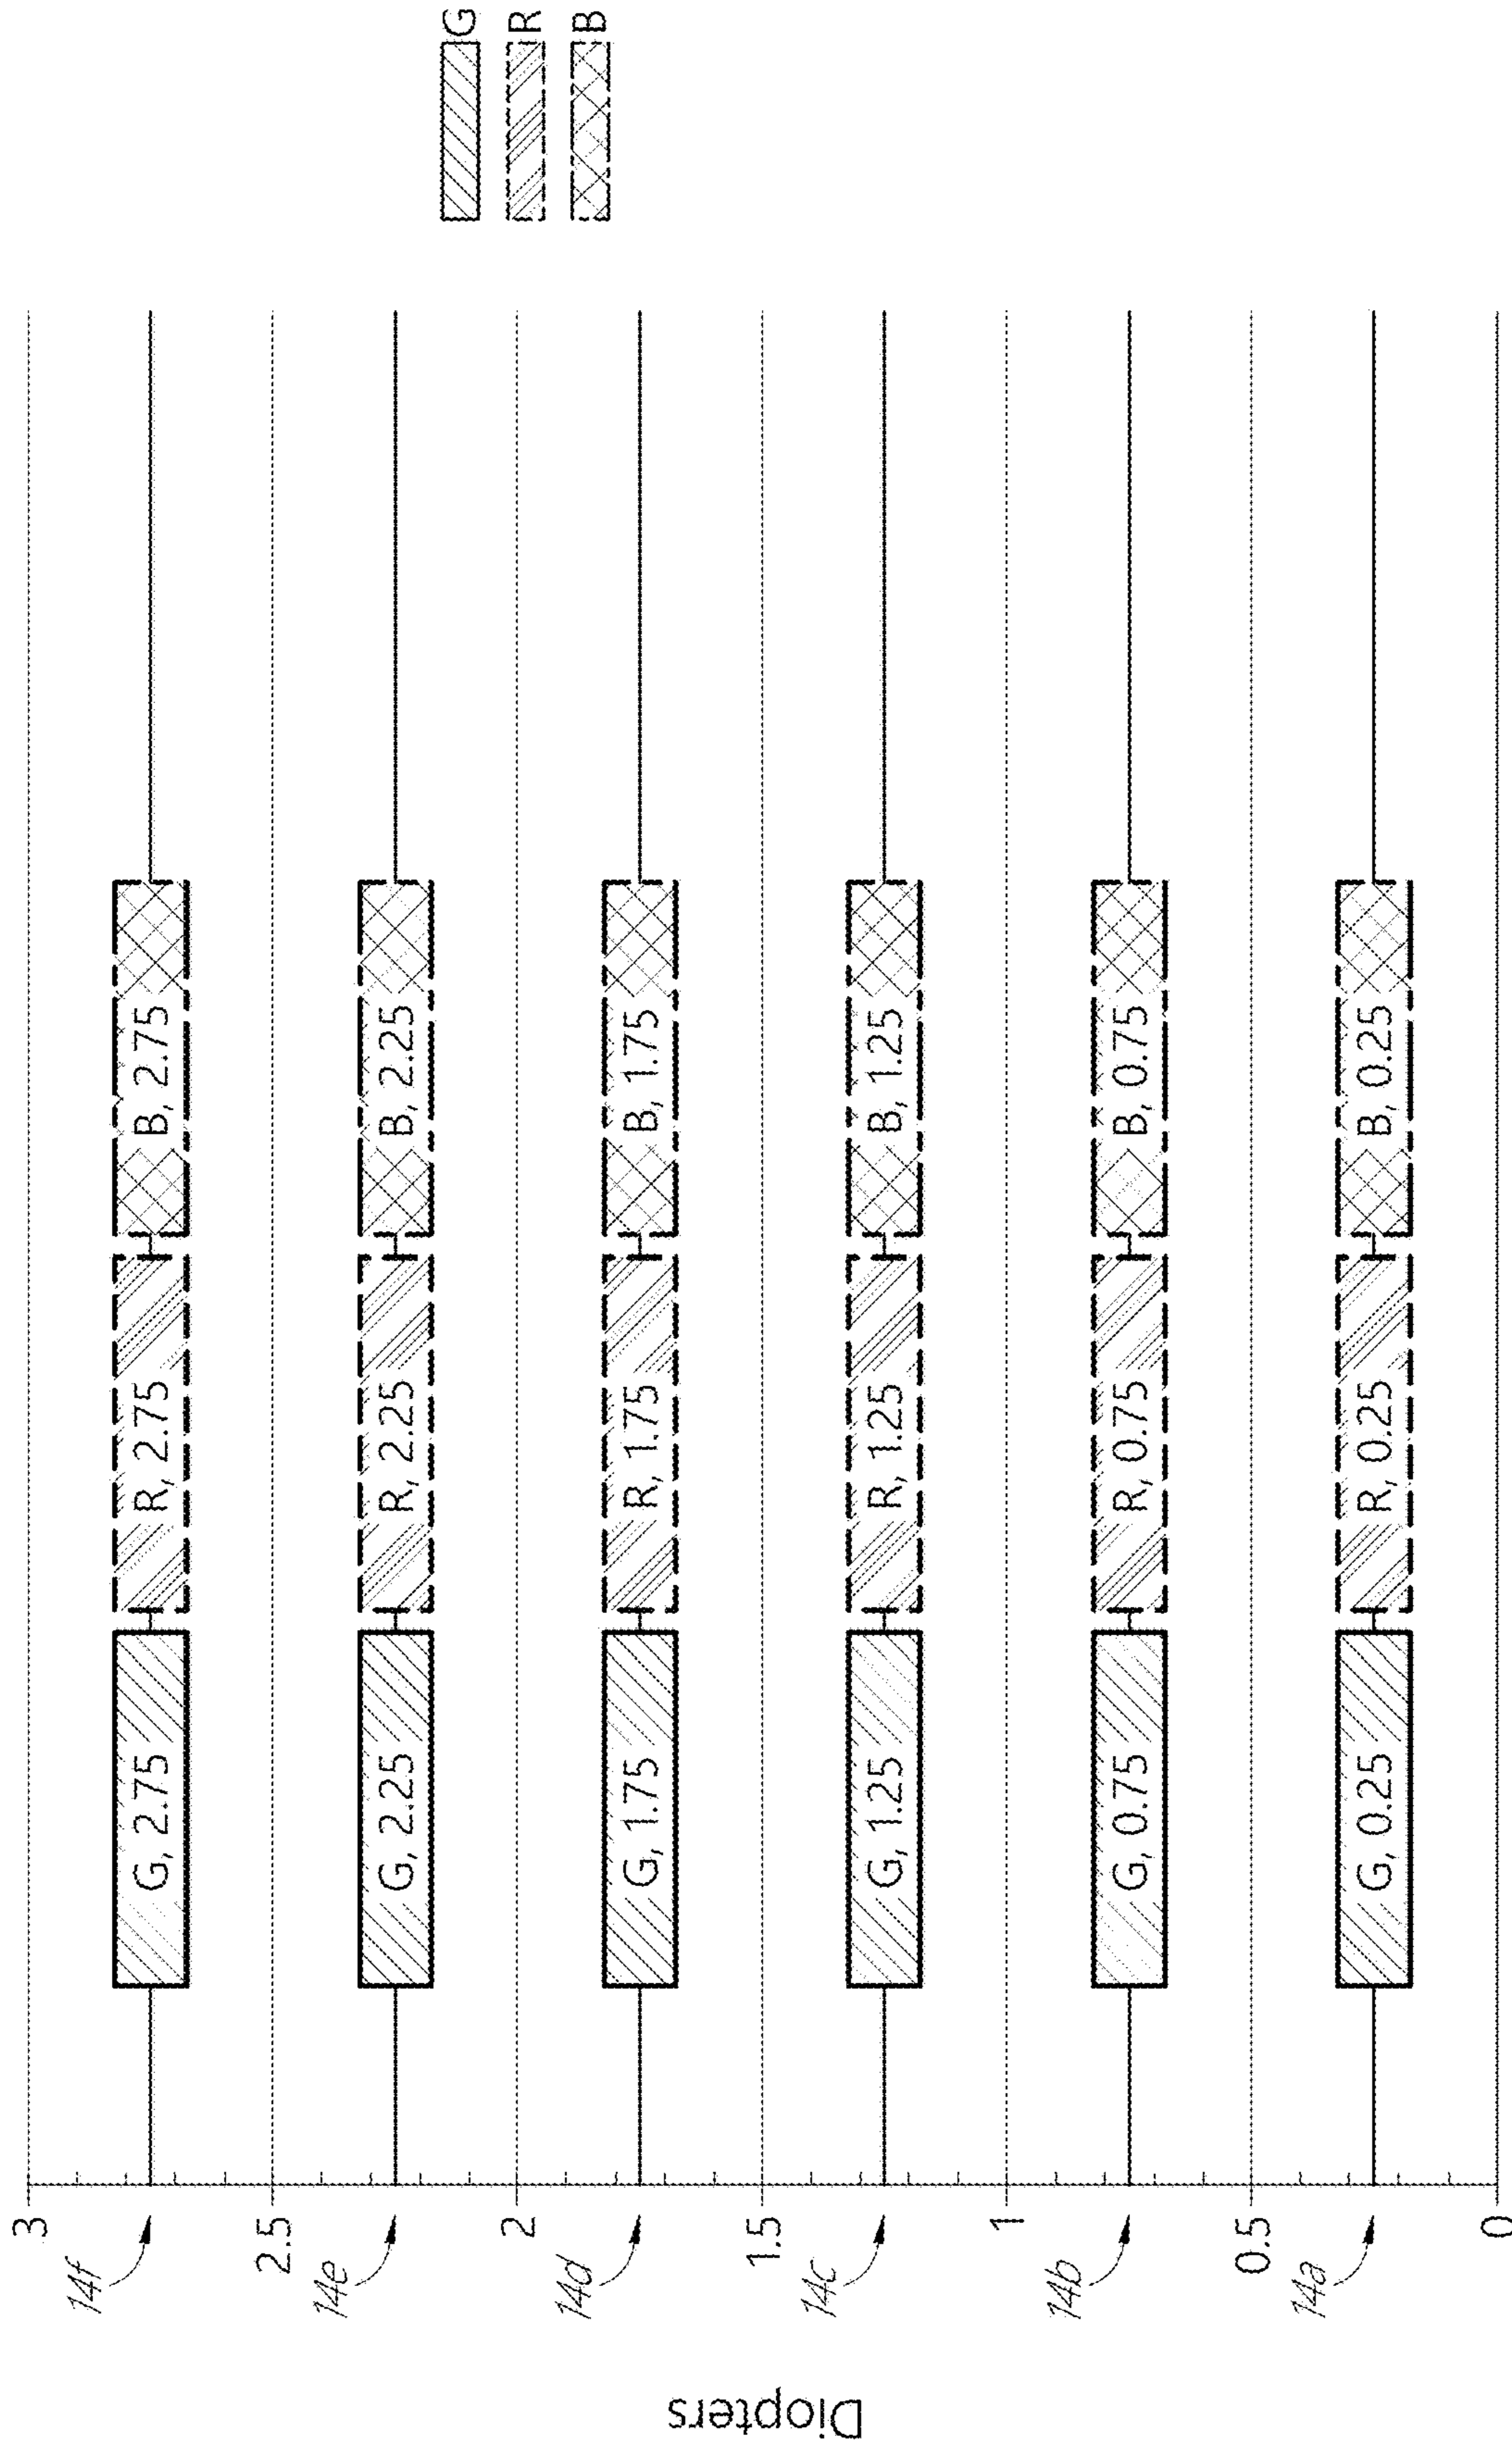 Diopters
3
14f
G, 2.75
R, 2.75
B, 2.75
2.5
14e
G, 2.25
R, 2.25
B, 2.25
2
14d
G, 1.75
R, 1.75
B, 1.75
1.5
14c
G, 1.25
R, 1.25
B, 1.25
1
14b
G, 0.75
R, 0.75
B, 0.75
0.5
14a
G, 0.25
R, 0.25
B, 0.25
0
G
R
B